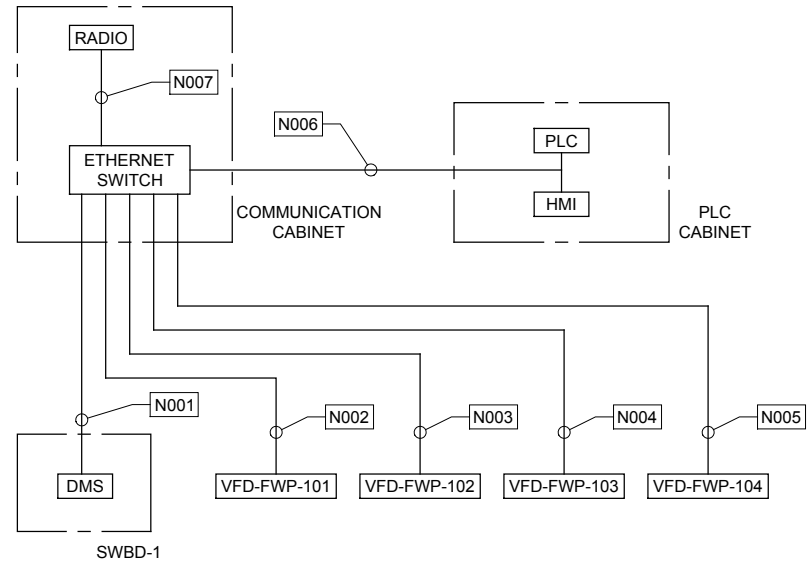 RADIO
N007
N006
ETHERNET
SWITCH
PLC
HMI
COMMUNICATION
CABINET
PLC
CABINET
N001
N002
N003
N004
N005
DMS
VFD-FWP-101
VFD-FWP-102
VFD-FWP-103
VFD-FWP-104
SWBD-1